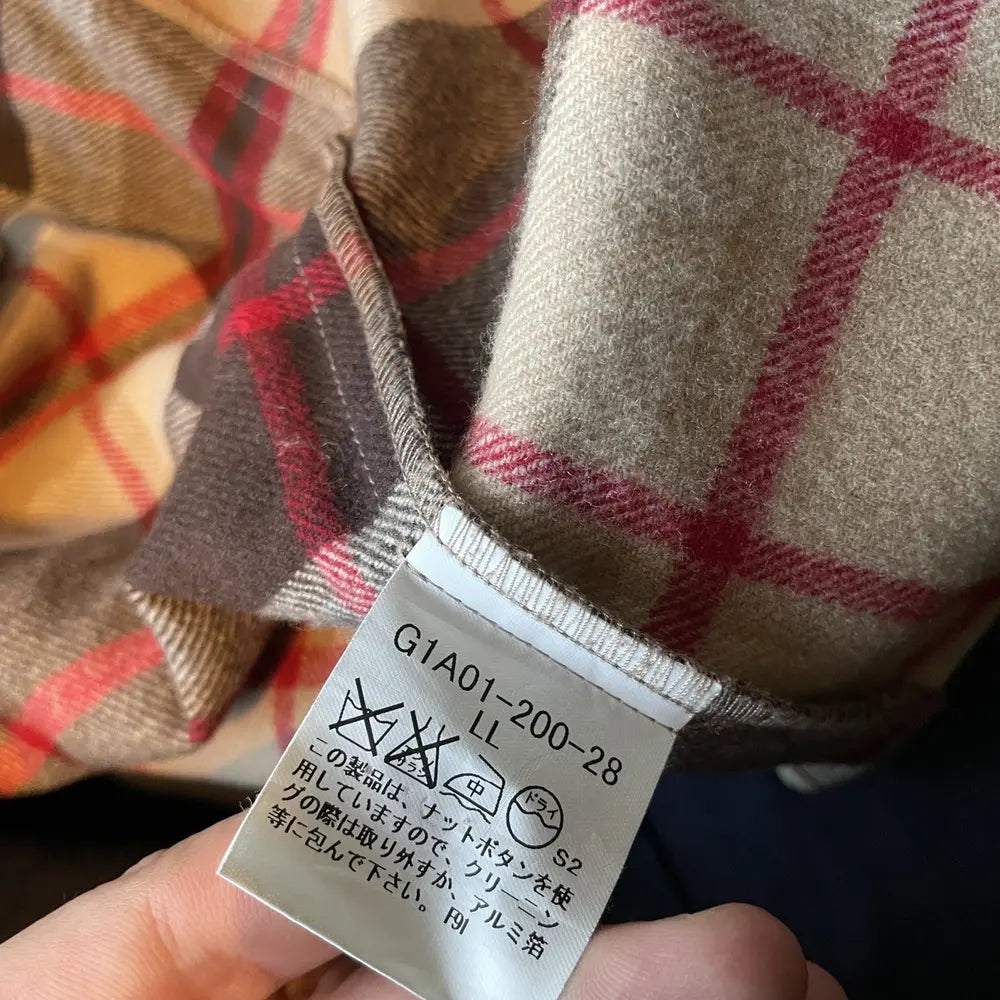 G1A01-200-28
LL
中
ドライ
S2
この製品は、ナットボタンを使
用していますので、クリーニン
グの際は取り外すか、アルミ箔
等に包んで下さい。 F91